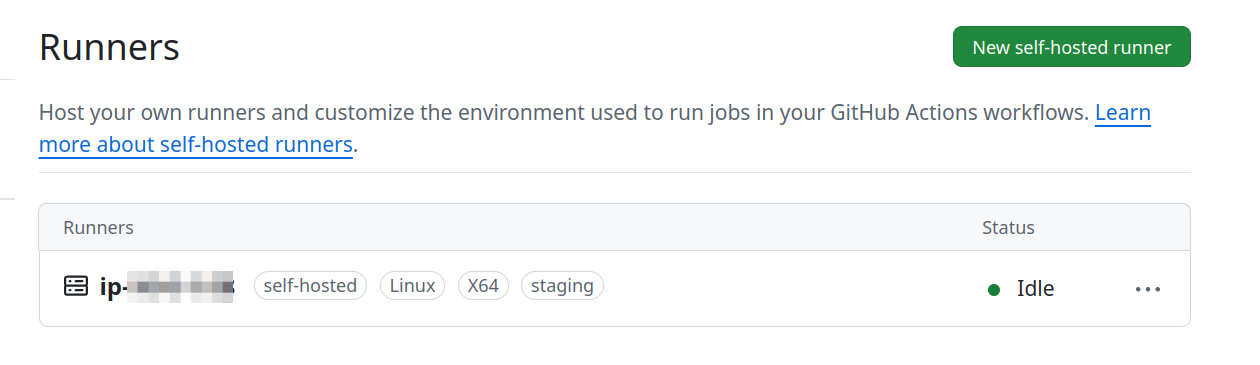 Runners
New self-hosted runner
Host your own runners and customize the environment used to run jobs in your GitHub Actions workflows. Learn
more about self-hosted runners.
Runners Status
ip- self-hosted Linux X64 staging Idle